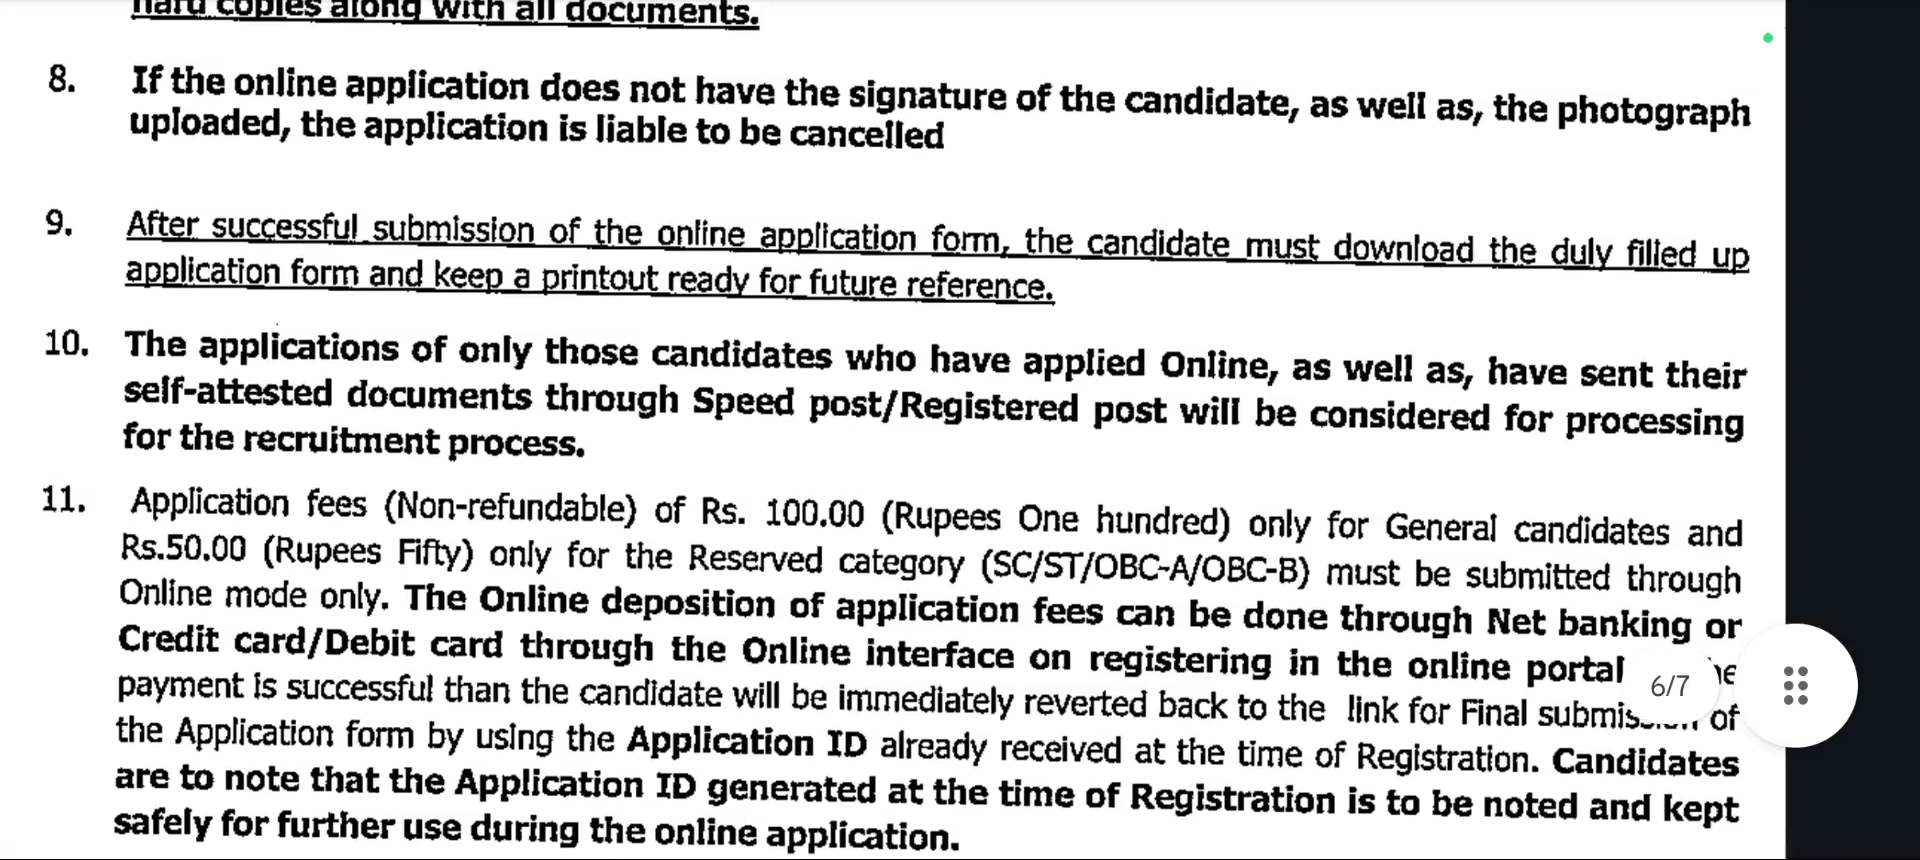 hard copies along with all documents.
8. If the online application does not have the signature of the candidate, as well as, the photograph
uploaded, the application is liable to be cancelled
9. After successful submission of the online application form, the candidate must download the duly filled up
application form and keep a printout ready for future reference.
10. The applications of only those candidates who have applied Online, as well as, have sent their
self-attested documents through Speed post/Registered post will be considered for processing
for the recruitment process.
11. Application fees (Non-refundable) of Rs. 100.00 (Rupees One hundred) only for General candidates and
Rs.50.00 (Rupees Fifty) only for the Reserved category (SC/ST/OBC-A/OBC-B) must be submitted through
Online mode only. The Online deposition of application fees can be done through Net banking or
Credit card/Debit card through the Online interface on registering in the online portal
6/7
payment is successful than the candidate will be immediately reverted back to the link for Final submission of
the Application form by using the Application ID already received at the time of Registration. Candidates
are to note that the Application ID generated at the time of Registration is to be noted and kept
safely for further use during the online application.